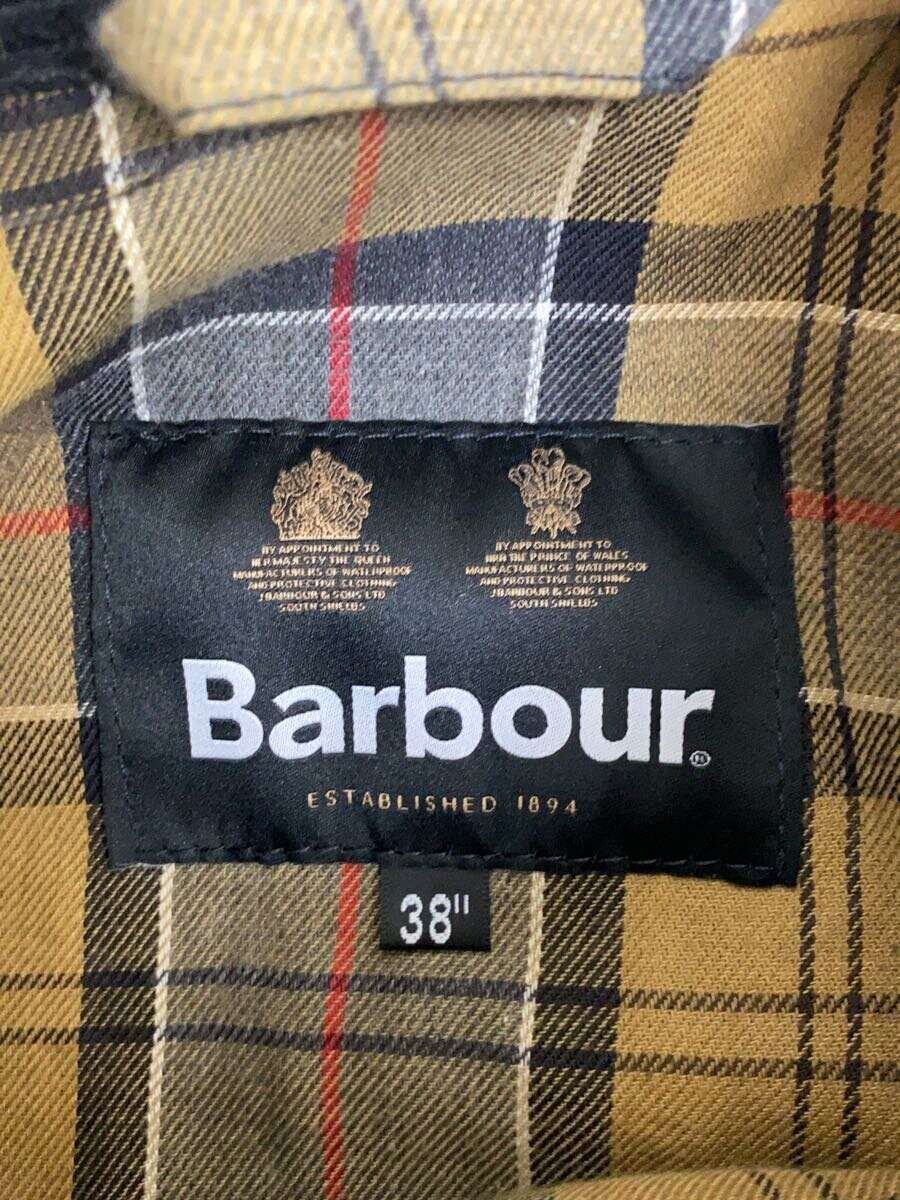 BY APPOINTMENT TO
HER MAJESTY THE QUEEN
MANUFACTURERS OF WATERPROOF
AND PROTECTIVE CLOTHING
J BARBOUR & SONS LTD
SOUTH SHIELDS
BY APPOINTMENT TO
HRH THE PRINCE OF WALES
MANUFACTURERS OF WATERPROOF
AND PROTECTIVE CLOTHING
J BARBOUR & SONS LTD
SOUTH SHIELDS
Barbour®
ESTABLISHED 1894
38"